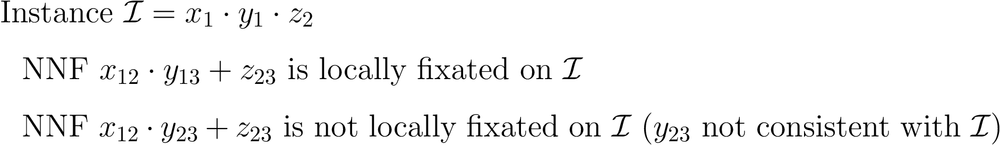 Instance $\mathcal{I} = x_1 \cdot y_1 \cdot z_2$
NNF $x_{12} \cdot y_{13} + z_{23}$ is locally fixated on $\mathcal{I}$
NNF $x_{12} \cdot y_{23} + z_{23}$ is not locally fixated on $\mathcal{I}$ ($y_{23}$ not consistent with $\mathcal{I}$)